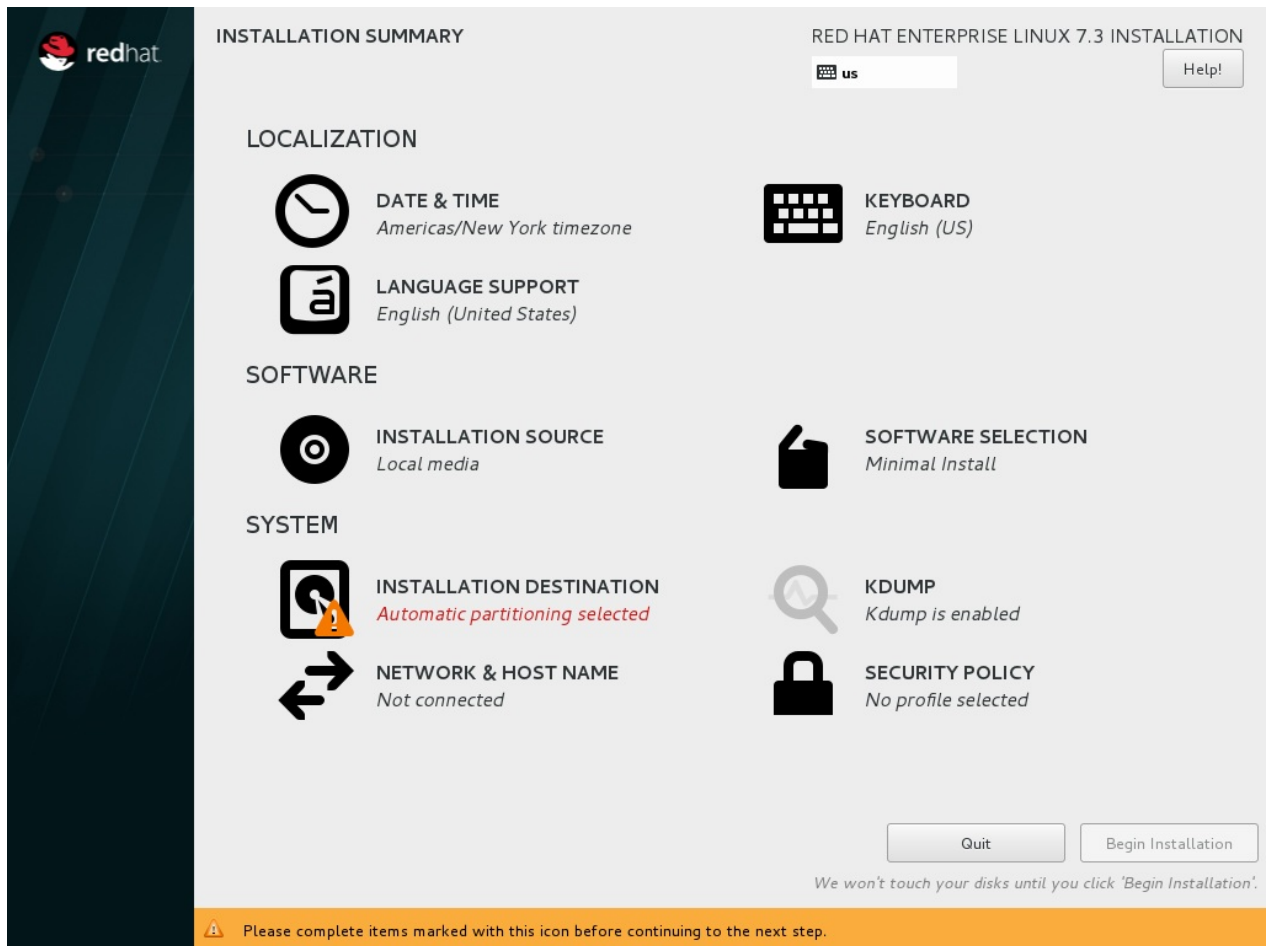 redhat
INSTALLATION SUMMARY
RED HAT ENTERPRISE LINUX 7.3 INSTALLATION
us
Help!
LOCALIZATION
DATE & TIME
Americas/New York timezone
KEYBOARD
English (US)
á
LANGUAGE SUPPORT
English (United States)
SOFTWARE
INSTALLATION SOURCE
Local media
SOFTWARE SELECTION
Minimal Install
SYSTEM
INSTALLATION DESTINATION
Automatic partitioning selected
KDUMP
Kdump is enabled
NETWORK & HOST NAME
Not connected
SECURITY POLICY
No profile selected
Quit
Begin Installation
We won't touch your disks until you click 'Begin Installation'.
Please complete items marked with this icon before continuing to the next step.